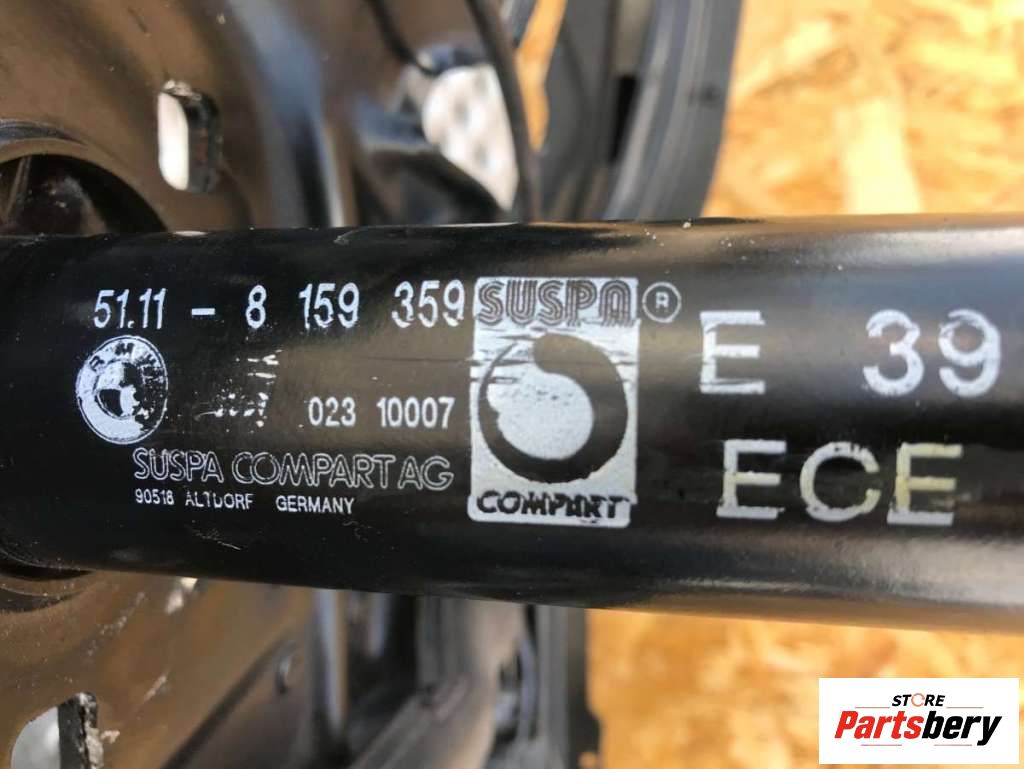 51.11 - 8 159 359
BMW
023 10007
SUSPA COMPART AG
90518 ALTDORF GERMANY
SUSPA ®
COMPART
E 39
ECE
STORE
Partsbery